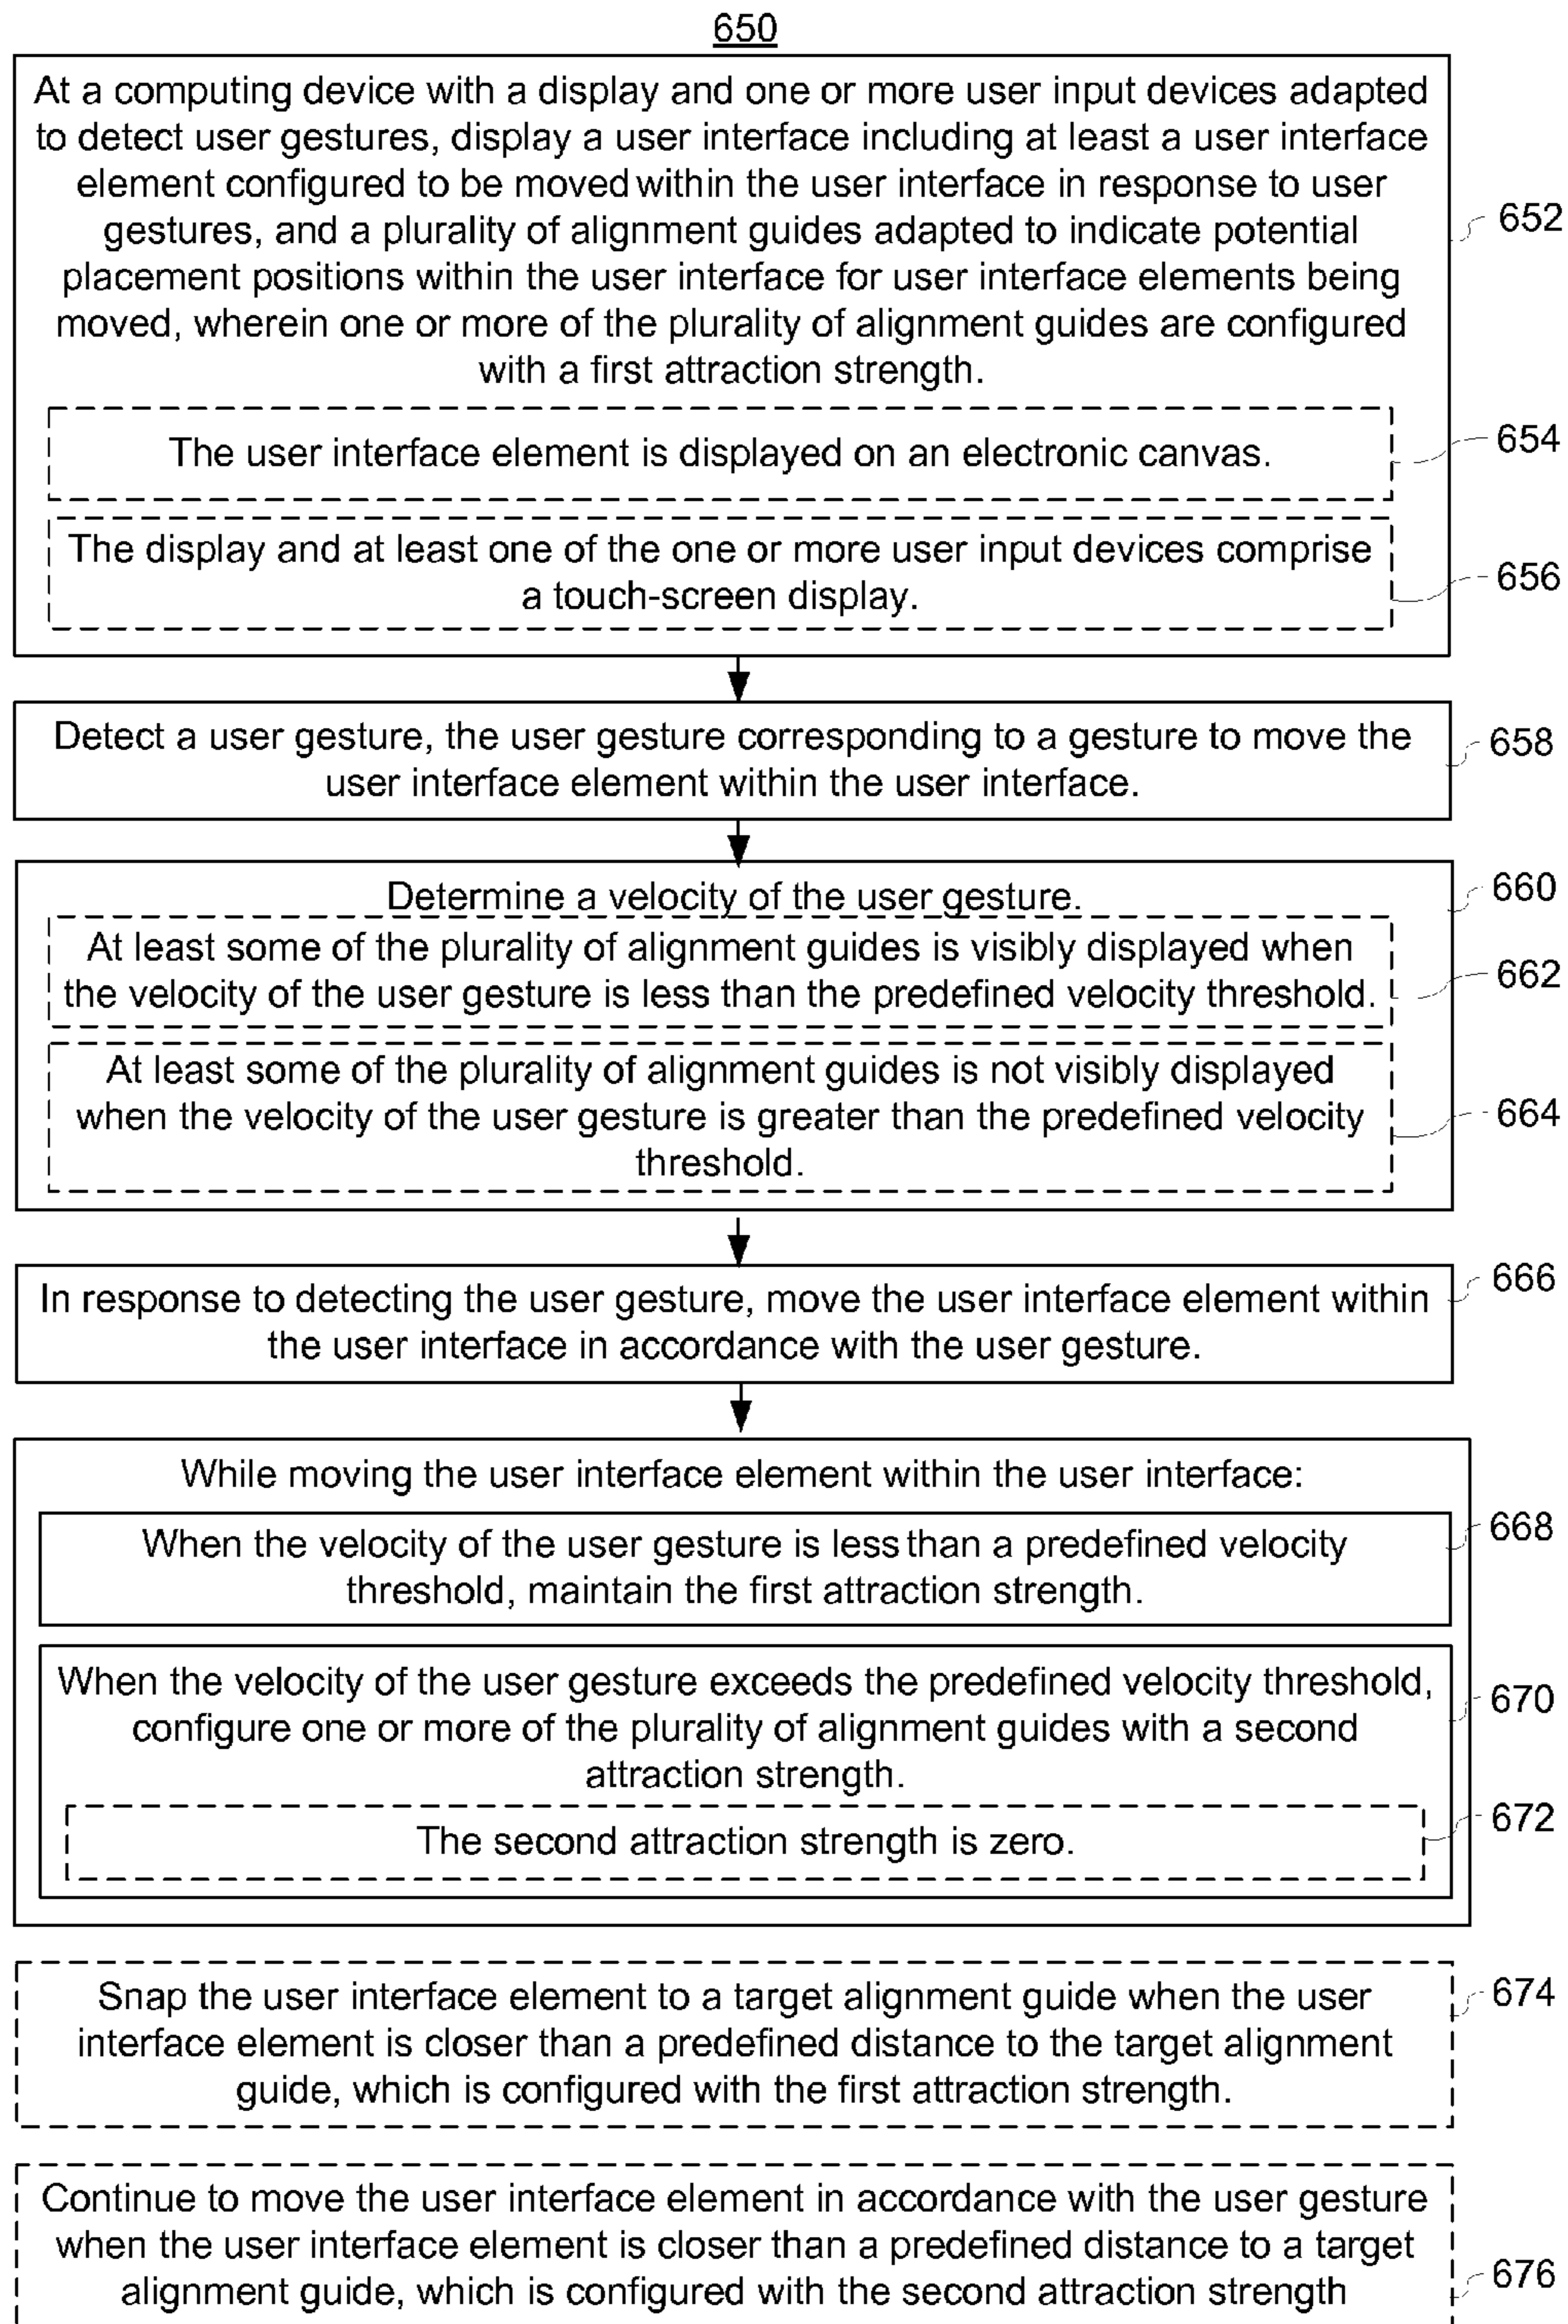 650
At a computing device with a display and one or more user input devices adapted
to detect user gestures, display a user interface including at least a user interface
element configured to be moved within the user interface in response to user
gestures, and a plurality of alignment guides adapted to indicate potential
placement positions within the user interface for user interface elements being
moved, wherein one or more of the plurality of alignment guides are configured
with a first attraction strength.
652
The user interface element is displayed on an electronic canvas.
654
The display and at least one of the one or more user input devices comprise
a touch-screen display.
656
Detect a user gesture, the user gesture corresponding to a gesture to move the
user interface element within the user interface.
658
Determine a velocity of the user gesture.
660
At least some of the plurality of alignment guides is visibly displayed when
the velocity of the user gesture is less than the predefined velocity threshold.
662
At least some of the plurality of alignment guides is not visibly displayed
when the velocity of the user gesture is greater than the predefined velocity
threshold.
664
In response to detecting the user gesture, move the user interface element within
the user interface in accordance with the user gesture.
666
While moving the user interface element within the user interface:
When the velocity of the user gesture is less than a predefined velocity
threshold, maintain the first attraction strength.
668
When the velocity of the user gesture exceeds the predefined velocity threshold,
configure one or more of the plurality of alignment guides with a second
attraction strength.
670
The second attraction strength is zero.
672
Snap the user interface element to a target alignment guide when the user
interface element is closer than a predefined distance to the target alignment
guide, which is configured with the first attraction strength.
674
Continue to move the user interface element in accordance with the user gesture
when the user interface element is closer than a predefined distance to a target
alignment guide, which is configured with the second attraction strength
676